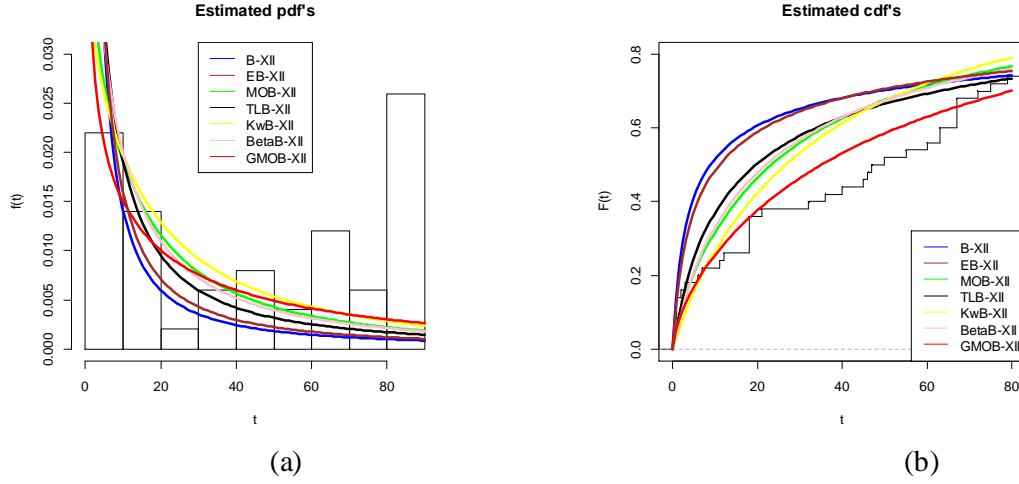 Estimated pdf's
f(t)
0.030
0.025
0.020
0.015
0.010
0.005
0.000
B-XII
EB-XII
MOB-XII
TLB-XII
KwB-XII
BetaB-XII
GMOB-XII
0 20 40 60 80
t
(a)
Estimated cdf's
F(t)
0.8
0.6
0.4
0.2
0.0
B-XII
EB-XII
MOB-XII
TLB-XII
KwB-XII
BetaB-XII
GMOB-XII
0 20 40 60 80
t
(b)